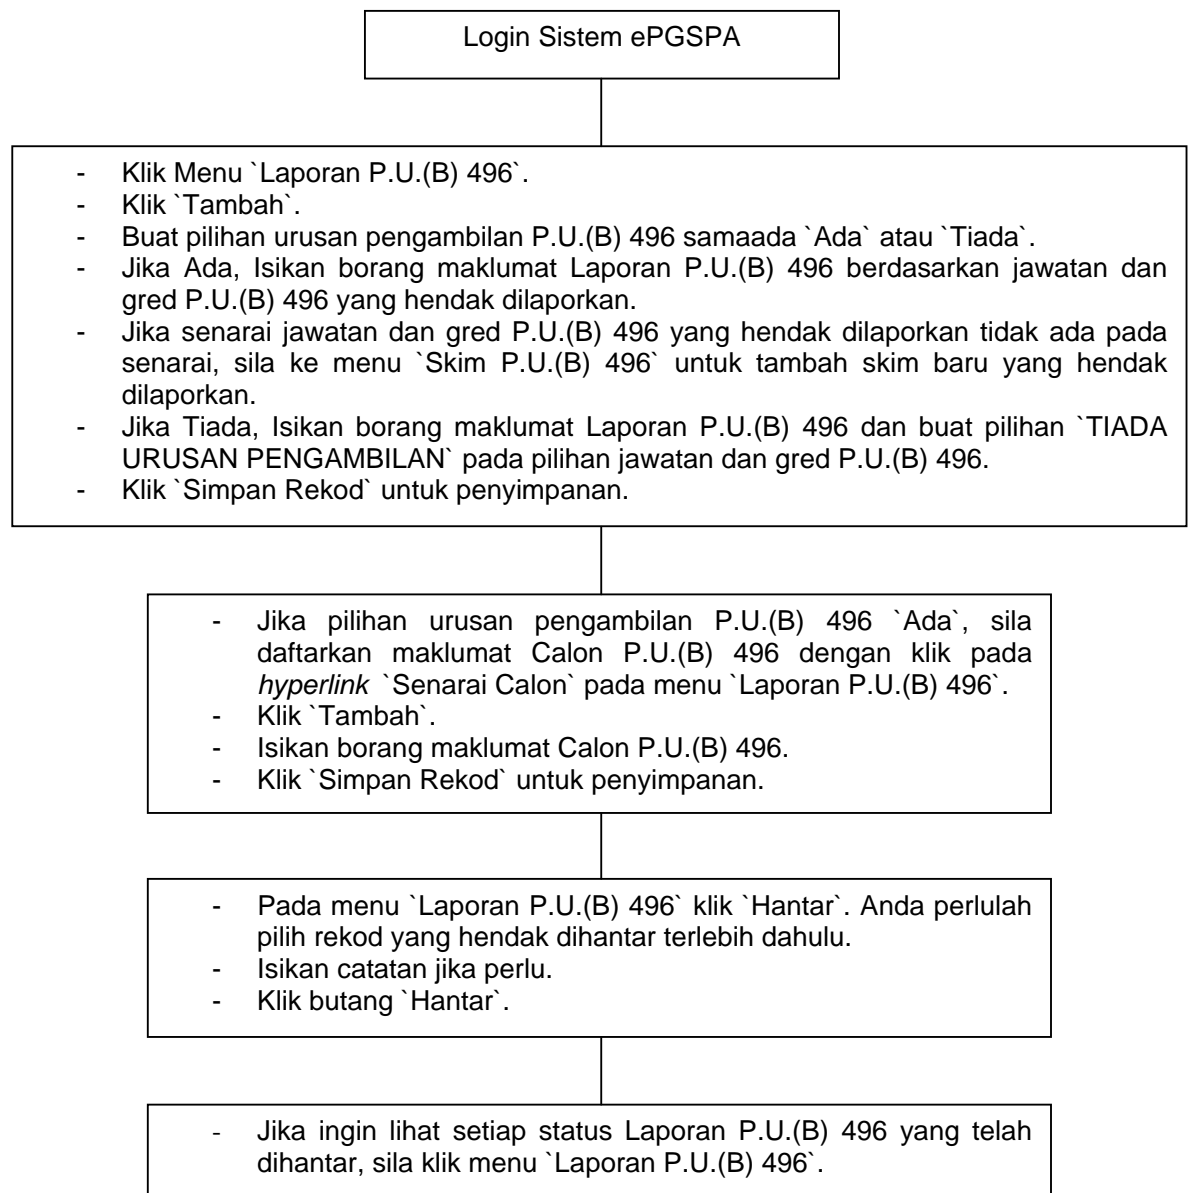 Login Sistem ePGSPA
- Klik Menu `Laporan P.U.(B) 496`.
- Klik `Tambah`.
- Buat pilihan urusan pengambilan P.U.(B) 496 samaada `Ada` atau `Tiada`.
- Jika Ada, Isikan borang maklumat Laporan P.U.(B) 496 berdasarkan jawatan dan
gred P.U.(B) 496 yang hendak dilaporkan.
- Jika senarai jawatan dan gred P.U.(B) 496 yang hendak dilaporkan tidak ada pada
senarai, sila ke menu `Skim P.U.(B) 496` untuk tambah skim baru yang hendak
dilaporkan.
- Jika Tiada, Isikan borang maklumat Laporan P.U.(B) 496 dan buat pilihan `TIADA
URUSAN PENGAMBILAN` pada pilihan jawatan dan gred P.U.(B) 496.
- Klik `Simpan Rekod` untuk penyimpanan.
- Jika pilihan urusan pengambilan P.U.(B) 496 `Ada`, sila
daftarkan maklumat Calon P.U.(B) 496 dengan klik pada
hyperlink `Senarai Calon` pada menu `Laporan P.U.(B) 496`.
- Klik `Tambah`.
- Isikan borang maklumat Calon P.U.(B) 496.
- Klik `Simpan Rekod` untuk penyimpanan.
- Pada menu `Laporan P.U.(B) 496` klik `Hantar`. Anda perlulah
pilih rekod yang hendak dihantar terlebih dahulu.
- Isikan catatan jika perlu.
- Klik butang `Hantar`.
- Jika ingin lihat setiap status Laporan P.U.(B) 496 yang telah
dihantar, sila klik menu `Laporan P.U.(B) 496`.